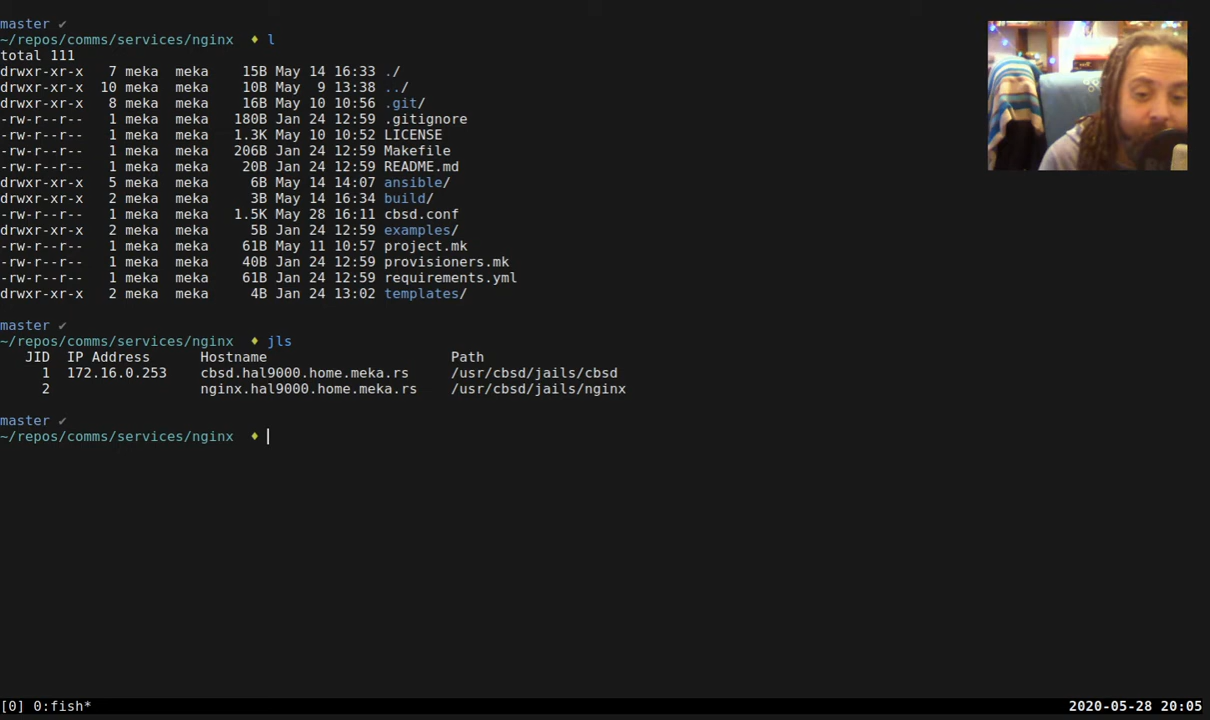 master ✔
~/repos/comms/services/nginx ♦ l
total 111
drwxr-xr-x   7 meka  meka    15B May 14 16:33 ./
drwxr-xr-x  10 meka  meka    10B May  9 13:38 ../
drwxr-xr-x   8 meka  meka    16B May 10 10:56 .git/
-rw-r--r--   1 meka  meka   180B Jan 24 12:59 .gitignore
-rw-r--r--   1 meka  meka   1.3K May 10 10:52 LICENSE
-rw-r--r--   1 meka  meka   206B Jan 24 12:59 Makefile
-rw-r--r--   1 meka  meka    20B Jan 24 12:59 README.md
drwxr-xr-x   5 meka  meka     6B May 14 14:07 ansible/
drwxr-xr-x   2 meka  meka     3B May 14 16:34 build/
-rw-r--r--   1 meka  meka   1.5K May 28 16:11 cbsd.conf
drwxr-xr-x   2 meka  meka     5B Jan 24 12:59 examples/
-rw-r--r--   1 meka  meka    61B May 11 10:57 project.mk
-rw-r--r--   1 meka  meka    40B Jan 24 12:59 provisioners.mk
-rw-r--r--   1 meka  meka    61B Jan 24 12:59 requirements.yml
drwxr-xr-x   2 meka  meka     4B Jan 24 13:02 templates/
master ✔
~/repos/comms/services/nginx ♦ jls
JID  IP Address      Hostname                      Path
1  172.16.0.253    cbsd.hal9000.home.meka.rs     /usr/cbsd/jails/cbsd
2                  nginx.hal9000.home.meka.rs    /usr/cbsd/jails/nginx
master ✔
~/repos/comms/services/nginx ♦
[0] 0:fish* 2020-05-28 20:05